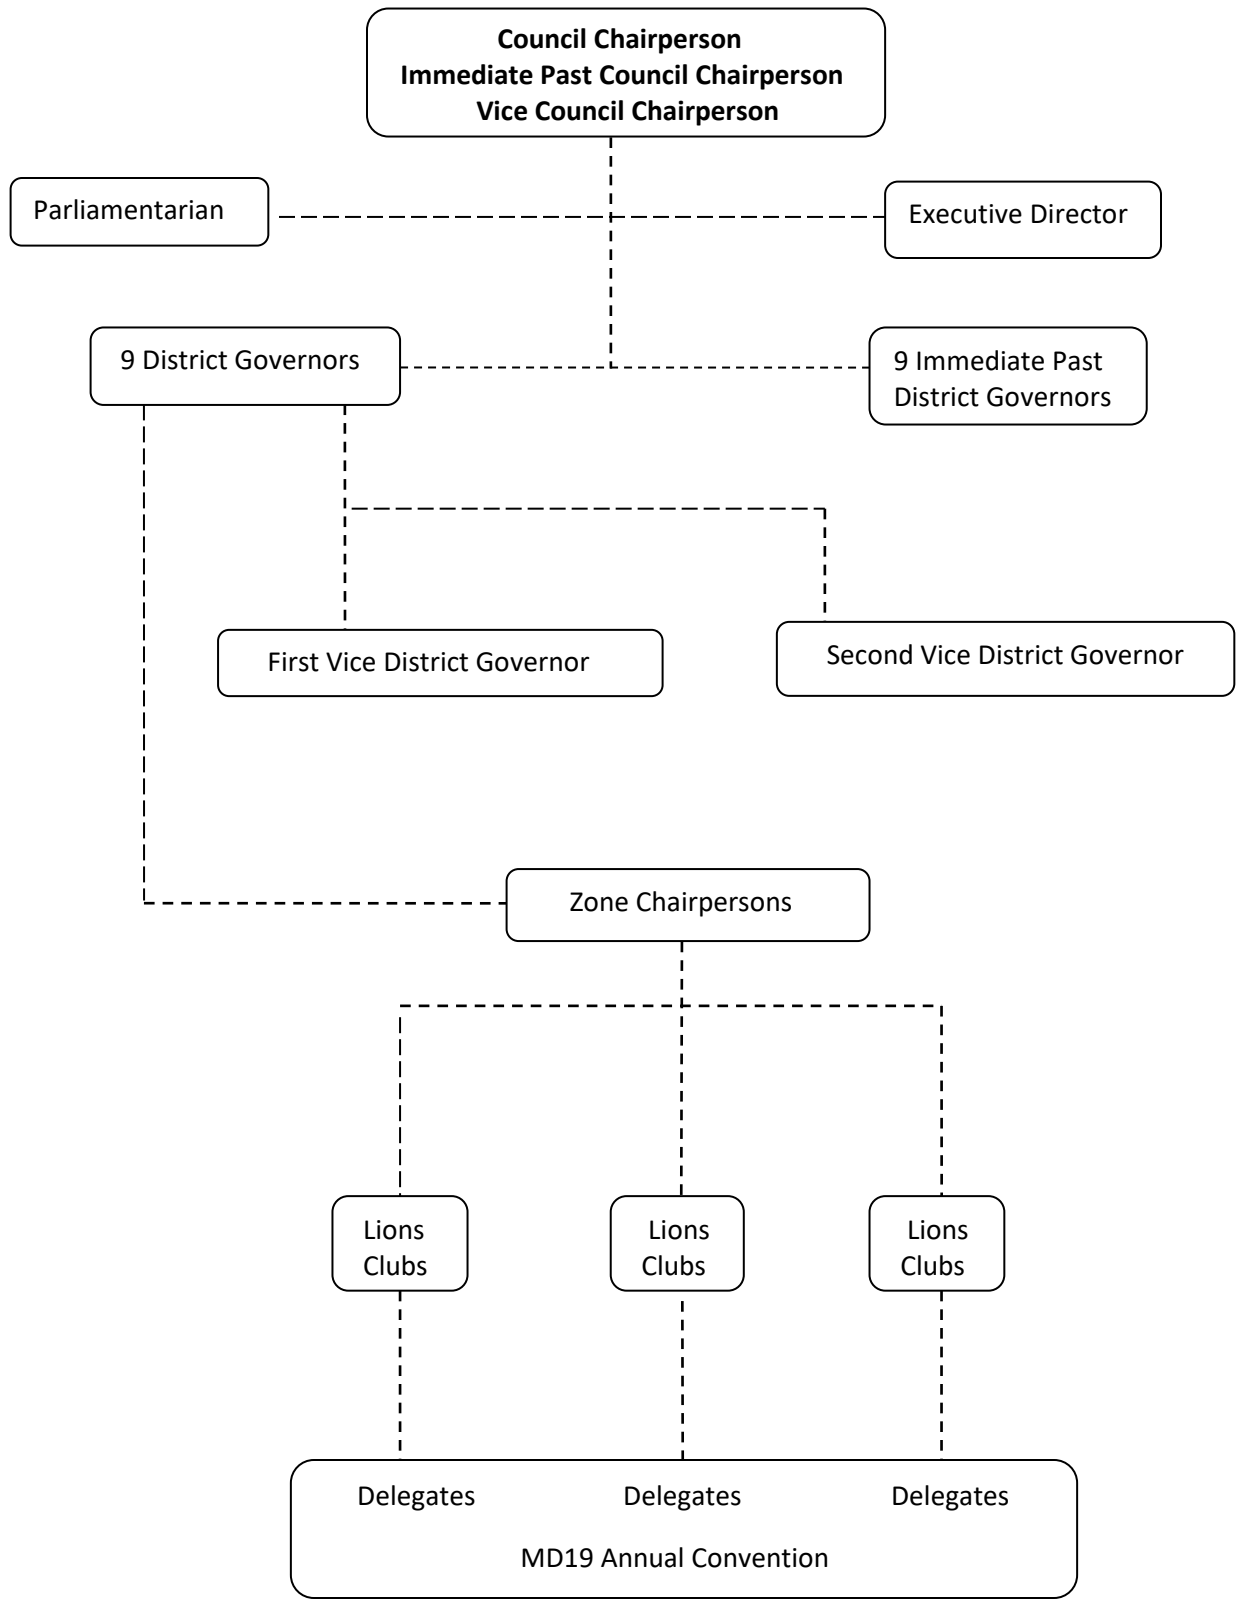 Council Chairperson
Immediate Past Council Chairperson
Vice Council Chairperson
Parliamentarian
Executive Director
9 District Governors
9 Immediate Past
District Governors
First Vice District Governor
Second Vice District Governor
Zone Chairpersons
Lions
Clubs
Lions
Clubs
Lions
Clubs
Delegates
Delegates
Delegates
MD19 Annual Convention